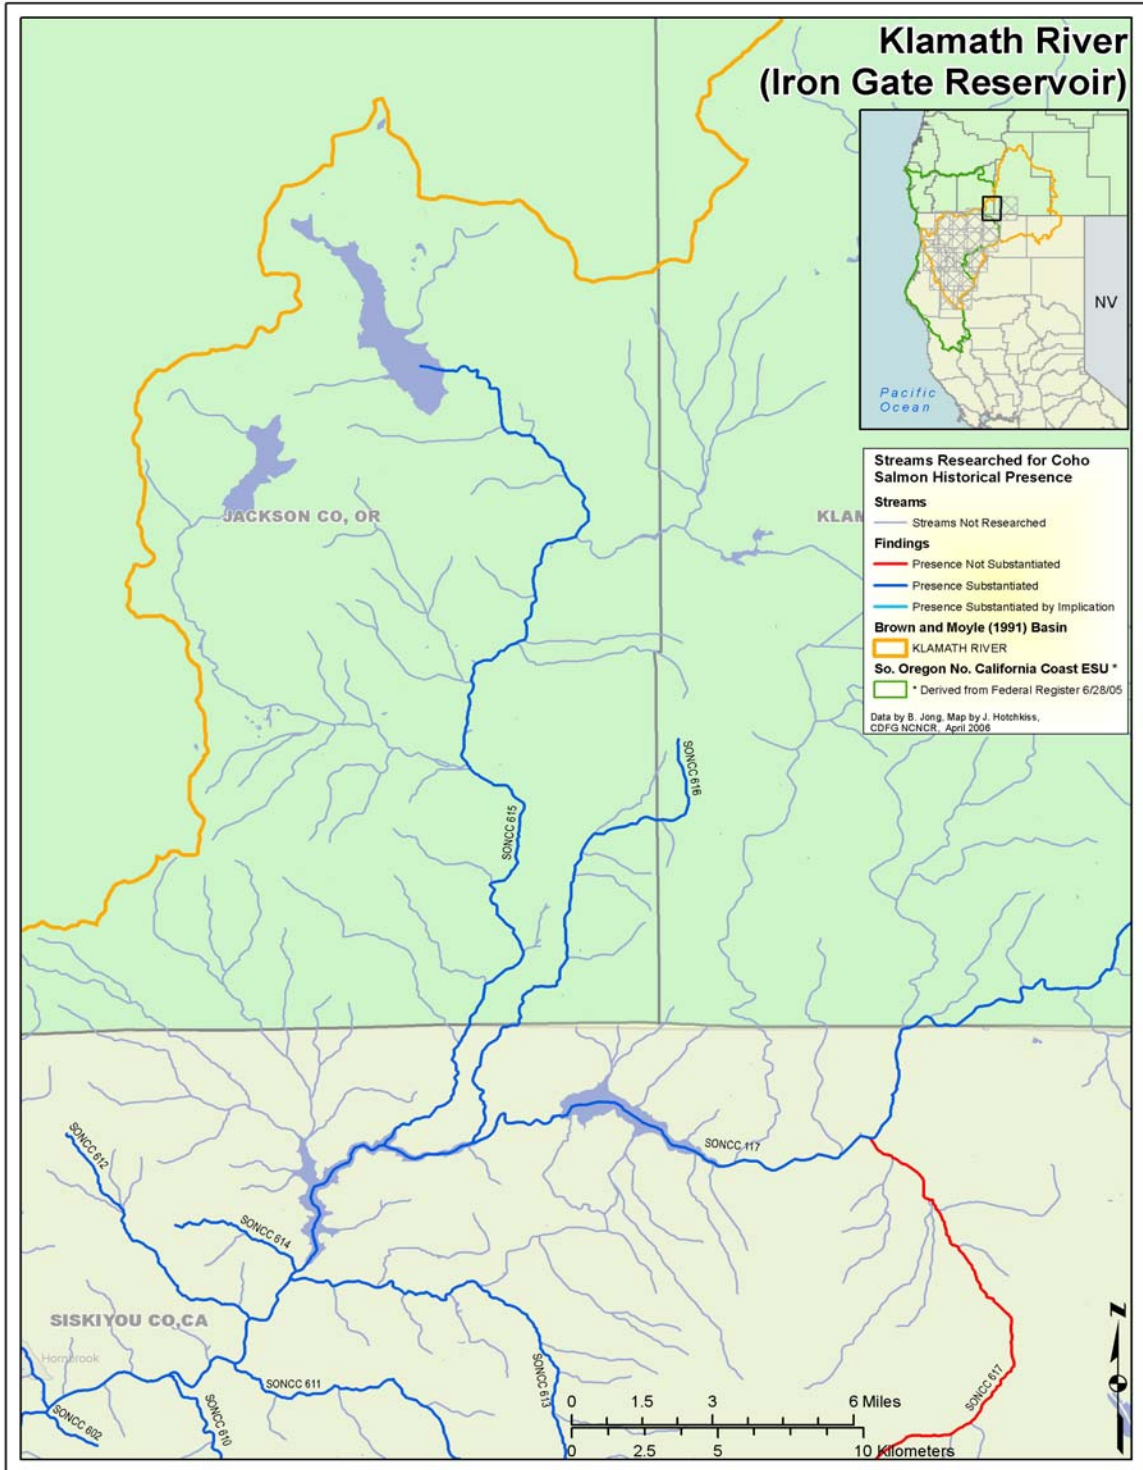 Klamath River
(Iron Gate Reservoir)
NV
Pacific
Ocean
Streams Researched for Coho
Salmon Historical Presence
Streams
Streams Not Researched
Findings
Presence Not Substantiated
Presence Substantiated
Presence Substantiated by Implication
Brown and Moyle (1991) Basin
KLAMATH RIVER
So. Oregon No. California Coast ESU *
* Derived from Federal Register 6/28/05
Data by B. Jong, Map by J. Hotchkiss,
CDFG NCNCR, April 2006
JACKSON CO, OR
KLAM
SONCC 616
SONCC 615
SONCC 117
SONCC 612
SONCC 614
SISKIYOU CO,CA
Hornbrook
SONCC 611
SONCC 613
SONCC 617
SONCC 602
SONCC 610
0 1.5 3 6 Miles
0 2.5 5 10 Kilometers
N